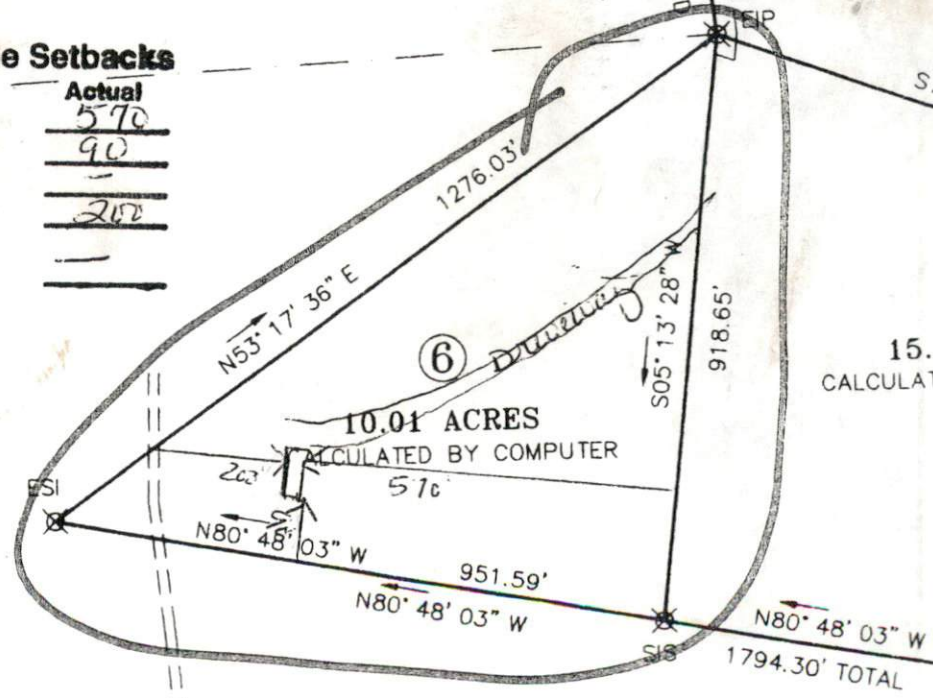 e Setbacks
Actual
570
90
-
200
—
EIP
S
1276.03'
N53° 17' 36" E
S05° 13' 28" W
918.65'
6
Driveway
10.01 ACRES
ALCULATED BY COMPUTER
15.
CALCULAT
200
570
ESI
N80° 48' 03" W
951.59'
N80° 48' 03" W
SIS
N80° 48' 03" W
1794.30' TOTAL